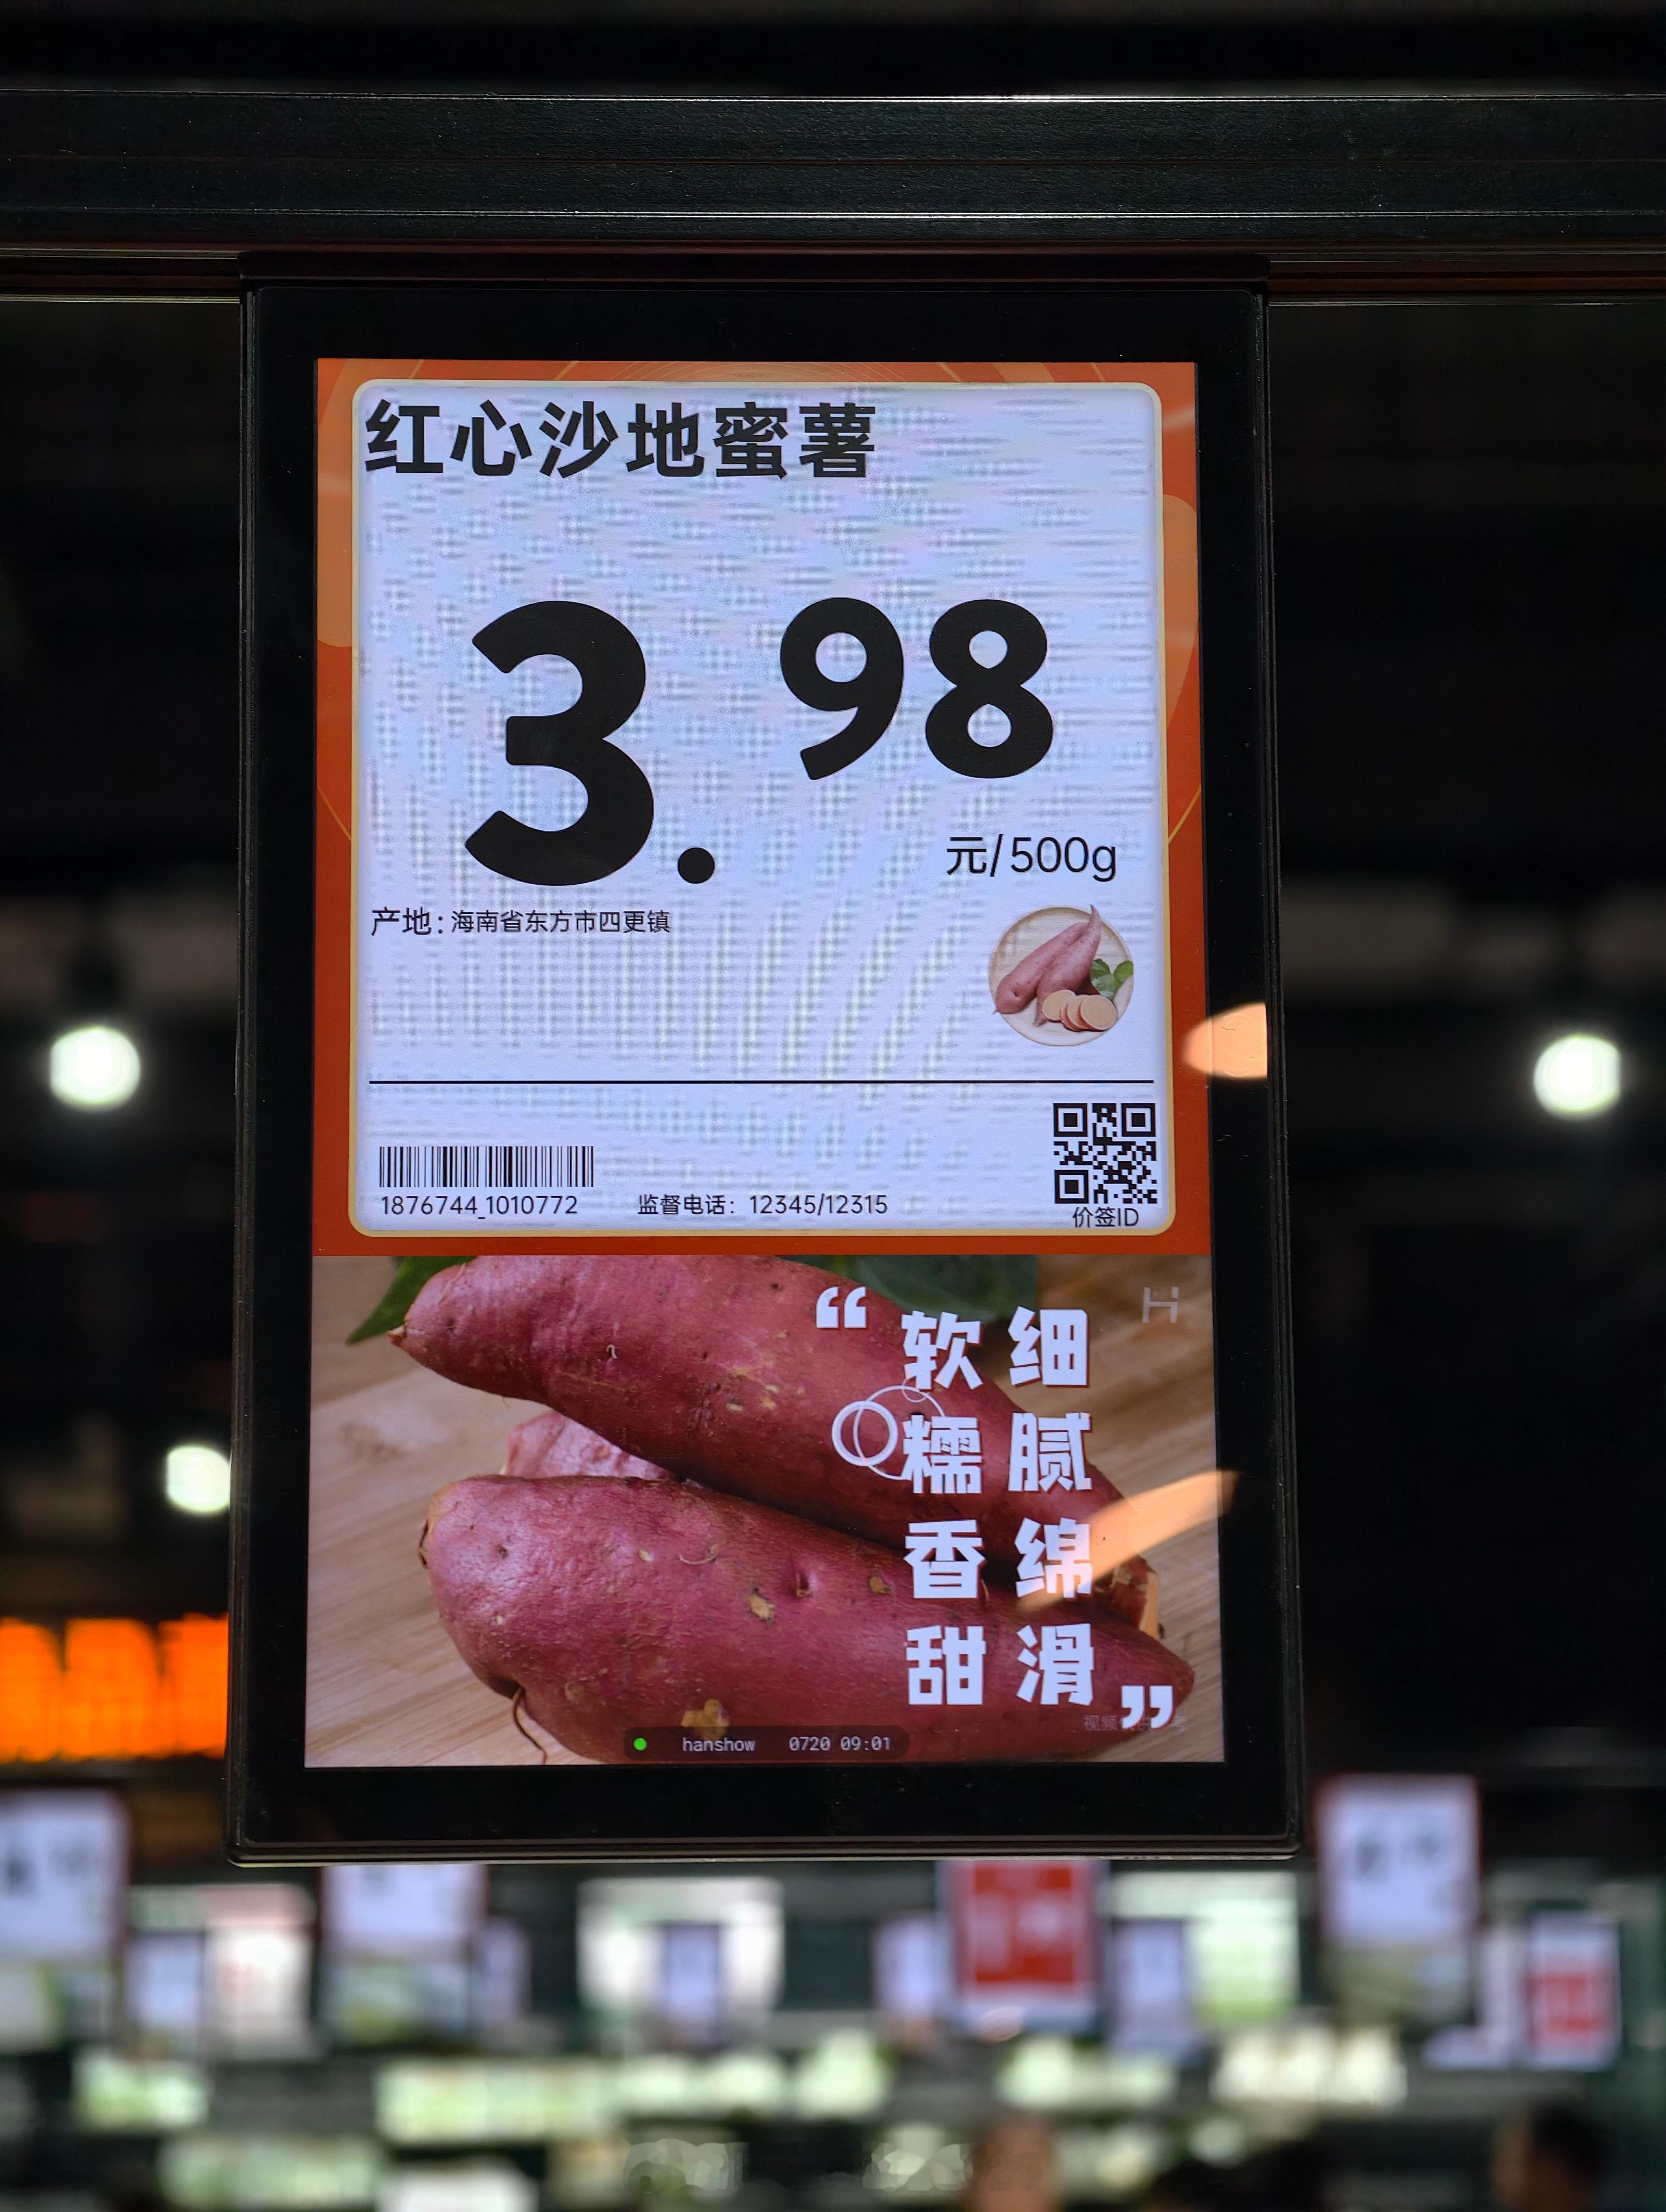 红心沙地蜜薯
3.98
元/500g
产地：海南省东方市四更镇
1876744_1010772
监督电话：12345/12315
价签ID
“细腻绵滑
软糯香甜”
hanshow 0720 09:01